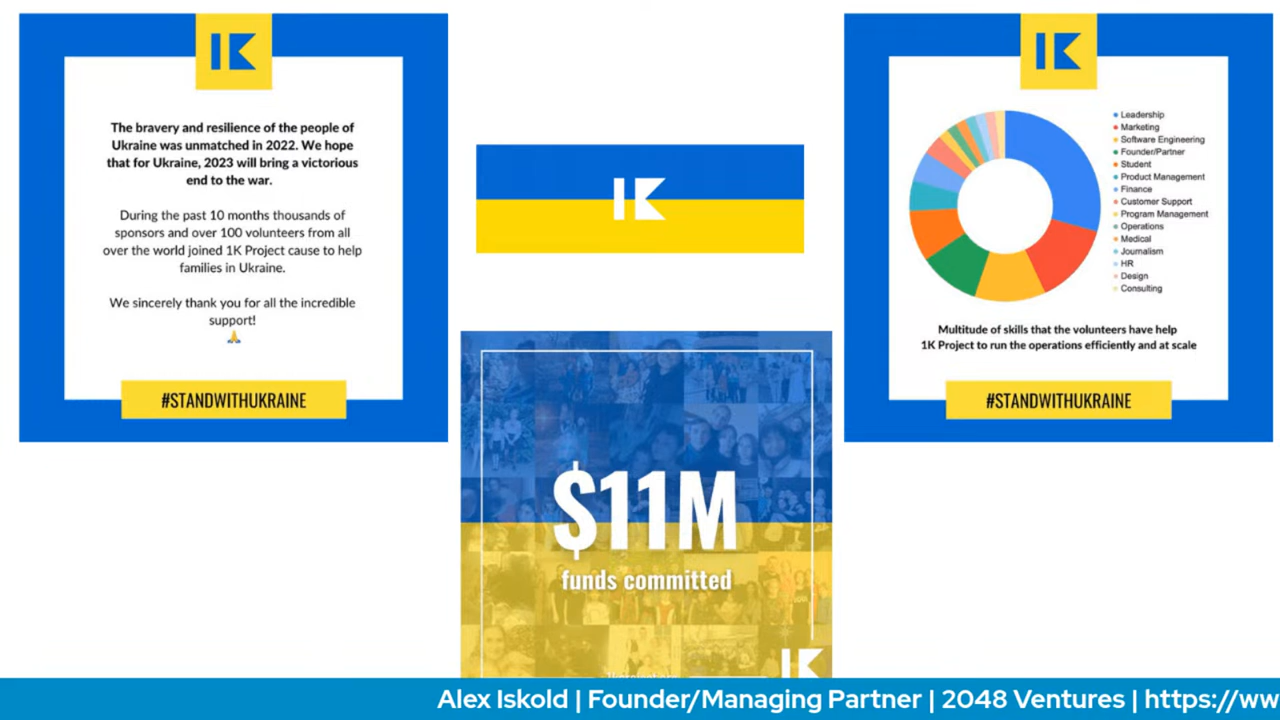 1K
The bravery and resilience of the people of
Ukraine was unmatched in 2022. We hope
that for Ukraine, 2023 will bring a victorious
end to the war.
During the past 10 months thousands of
sponsors and over 100 volunteers from all
over the world joined 1K Project cause to help
families in Ukraine.
We sincerely thank you for all the incredible
support!
#STANDWITHUKRAINE
1K
$11M
funds committed
1K
1K
Leadership
Marketing
Software Engineering
Founder/Partner
Student
Product Management
Finance
Customer Support
Program Management
Operations
Medical
Journalism
HR
Design
Consulting
Multitude of skills that the volunteers have help
1K Project to run the operations efficiently and at scale
#STANDWITHUKRAINE
Alex Iskold | Founder/Managing Partner | 2048 Ventures | https://ww